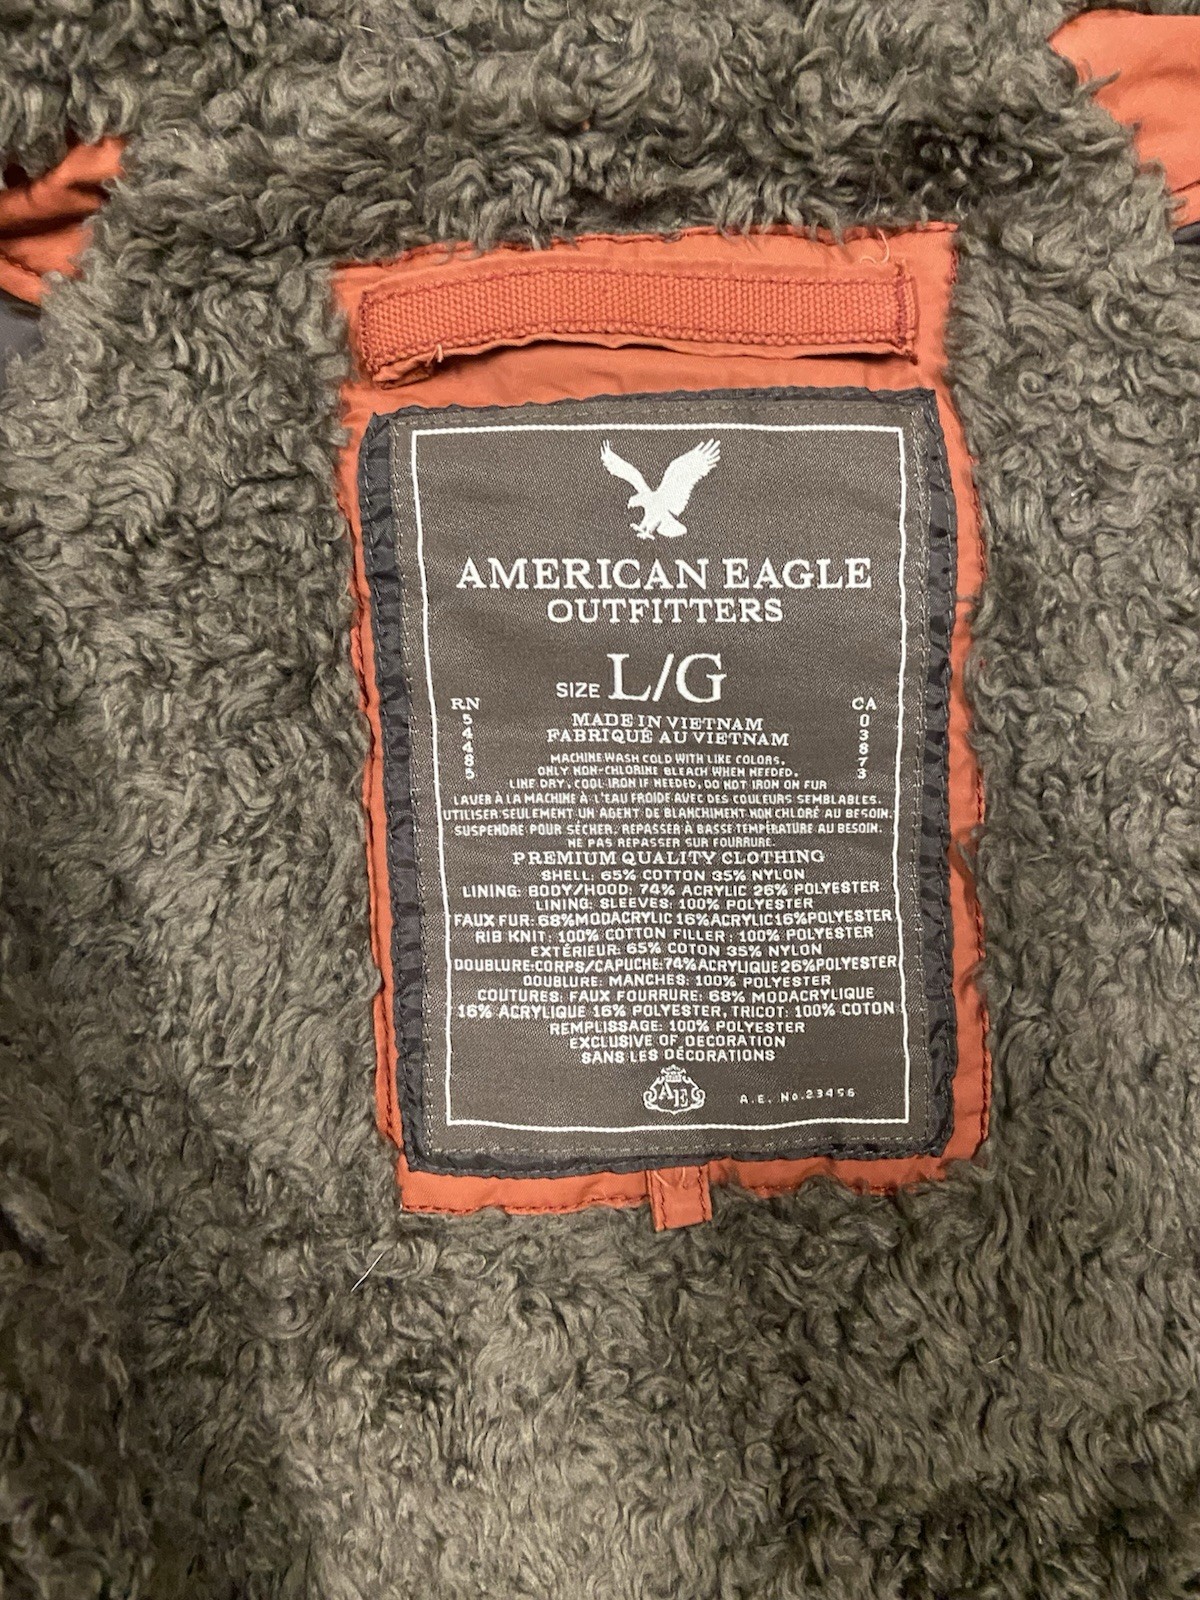 AMERICAN EAGLE
OUTFITTERS
SIZE L/G
RN
5
4
4
8
5
CA
0
3
8
7
3
MADE IN VIETNAM
FABRIQUÉ AU VIETNAM
MACHINE WASH COLD WITH LIKE COLORS,
ONLY NON-CHLORINE BLEACH WHEN NEEDED,
LINE DRY, COOL IRON IF NEEDED, DO NOT IRON ON FUR
LAVER À LA MACHINE À L'EAU FROIDE AVEC DES COULEURS SEMBLABLES.
UTILISER SEULEMENT UN AGENT DE BLANCHIMENT NON CHLORÉ AU BESOIN.
SUSPENDRE POUR SÉCHER. REPASSER À BASSE TEMPÉRATURE AU BESOIN.
NE PAS REPASSER SUR FOURRURE.
PREMIUM QUALITY CLOTHING
SHELL: 65% COTTON 35% NYLON
LINING: BODY/HOOD: 74% ACRYLIC 26% POLYESTER
LINING: SLEEVES: 100% POLYESTER
FAUX FUR: 68% MODACRYLIC 16% ACRYLIC 16% POLYESTER
RIB KNIT: 100% COTTON FILLER: 100% POLYESTER
EXTÉRIEUR: 65% COTON 35% NYLON
DOUBLURE:CORPS/CAPUCHE:74% ACRYLIQUE 26% POLYESTER
DOUBLURE: MANCHES: 100% POLYESTER
COUTURES: FAUX FOURRURE: 68% MODACRYLIQUE
16% ACRYLIQUE 16% POLYESTER, TRICOT: 100% COTON
REMPLISSAGE: 100% POLYESTER
EXCLUSIVE OF DECORATION
SANS LES DÉCORATIONS
AE
A.E. No.23456